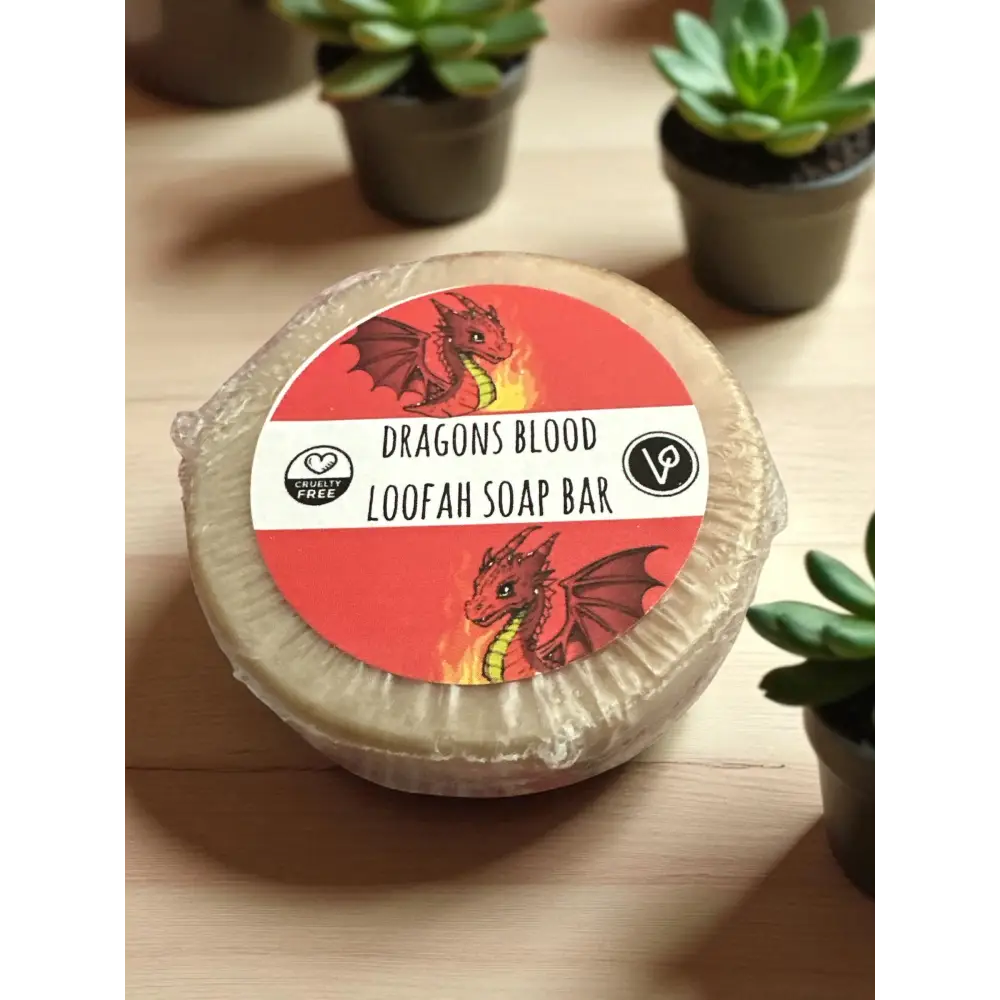 DRAGONS BLOOD
LOOFAH SOAP BAR
CRUELTY
FREE
V